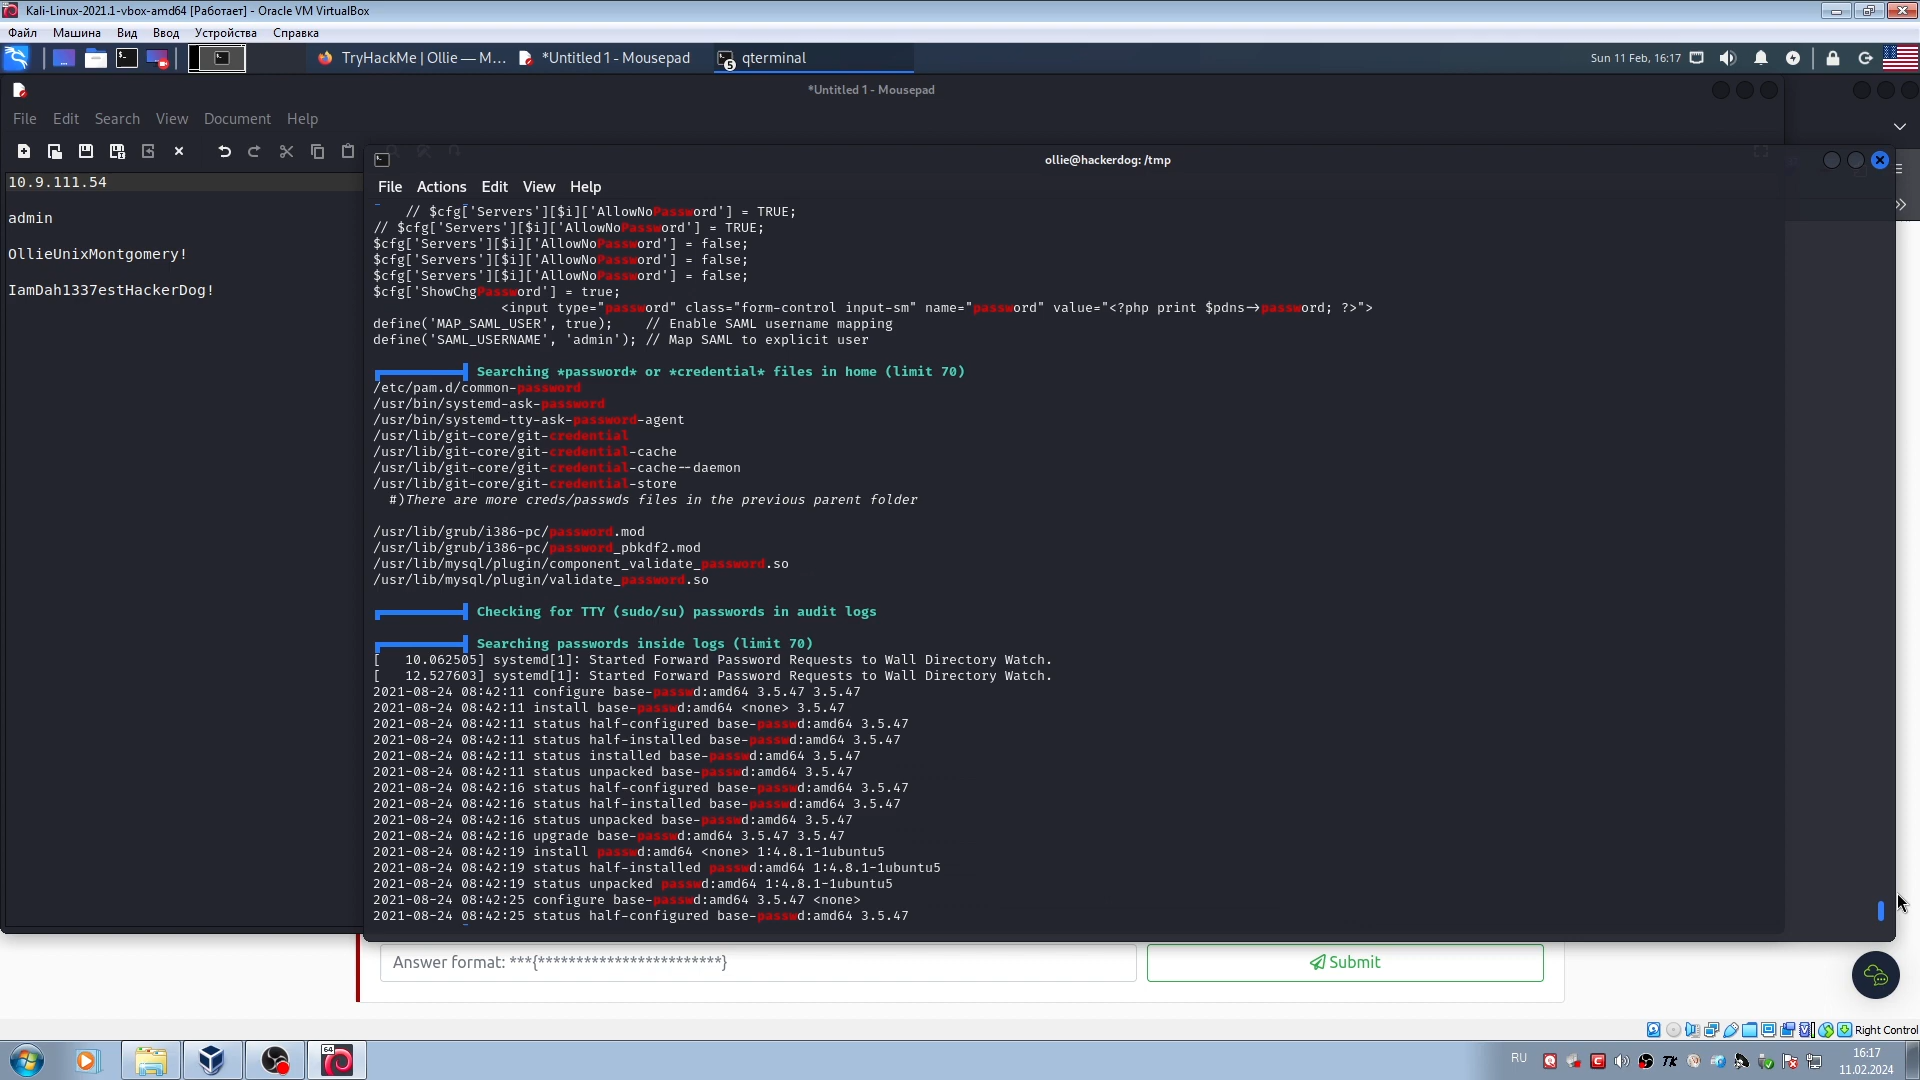 Kali-Linux-2021.1-vbox-amd64 [Работает] - Oracle VM VirtualBox
Файл Машина Вид Ввод Устройства Справка
TryHackMe | Ollie — M... *Untitled 1 - Mousepad 5 qterminal Sun 11 Feb, 16:17
*Untitled 1 - Mousepad
File Edit Search View Document Help
10.9.111.54
admin
OllieUnixMontgomery!
IamDah1337estHackerDog!
ollie@hackerdog: /tmp
File Actions Edit View Help
// $cfg['Servers'][$i]['AllowNoPassword'] = TRUE;
// $cfg['Servers'][$i]['AllowNoPassword'] = TRUE;
$cfg['Servers'][$i]['AllowNoPassword'] = false;
$cfg['Servers'][$i]['AllowNoPassword'] = false;
$cfg['Servers'][$i]['AllowNoPassword'] = false;
$cfg['ShowChgPassword'] = true;
<input type="password" class="form-control input-sm" name="password" value="<?php print $pdns->password; ?>">
define('MAP_SAML_USER', true); // Enable SAML username mapping
define('SAML_USERNAME', 'admin'); // Map SAML to explicit user
Searching *password* or *credential* files in home (limit 70)
/etc/pam.d/common-password
/usr/bin/systemd-ask-password
/usr/bin/systemd-tty-ask-password-agent
/usr/lib/git-core/git-credential
/usr/lib/git-core/git-credential-cache
/usr/lib/git-core/git-credential-cache--daemon
/usr/lib/git-core/git-credential-store
#)There are more creds/passwds files in the previous parent folder
/usr/lib/grub/i386-pc/password.mod
/usr/lib/grub/i386-pc/password_pbkdf2.mod
/usr/lib/mysql/plugin/component_validate_password.so
/usr/lib/mysql/plugin/validate_password.so
Checking for TTY (sudo/su) passwords in audit logs
Searching passwords inside logs (limit 70)
[   10.062505] systemd[1]: Started Forward Password Requests to Wall Directory Watch.
[   12.527603] systemd[1]: Started Forward Password Requests to Wall Directory Watch.
2021-08-24 08:42:11 configure base-passwd:amd64 3.5.47 3.5.47
2021-08-24 08:42:11 install base-passwd:amd64 <none> 3.5.47
2021-08-24 08:42:11 status half-configured base-passwd:amd64 3.5.47
2021-08-24 08:42:11 status half-installed base-passwd:amd64 3.5.47
2021-08-24 08:42:11 status installed base-passwd:amd64 3.5.47
2021-08-24 08:42:11 status unpacked base-passwd:amd64 3.5.47
2021-08-24 08:42:16 status half-configured base-passwd:amd64 3.5.47
2021-08-24 08:42:16 status half-installed base-passwd:amd64 3.5.47
2021-08-24 08:42:16 status unpacked base-passwd:amd64 3.5.47
2021-08-24 08:42:16 upgrade base-passwd:amd64 3.5.47 3.5.47
2021-08-24 08:42:19 install passwd:amd64 <none> 1:4.8.1-1ubuntu5
2021-08-24 08:42:19 status half-installed passwd:amd64 1:4.8.1-1ubuntu5
2021-08-24 08:42:19 status unpacked passwd:amd64 1:4.8.1-1ubuntu5
2021-08-24 08:42:25 configure base-passwd:amd64 3.5.47 <none>
2021-08-24 08:42:25 status half-configured base-passwd:amd64 3.5.47
Answer format: ***{************************} Submit
Right Control
64 RU 16:17
11.02.2024